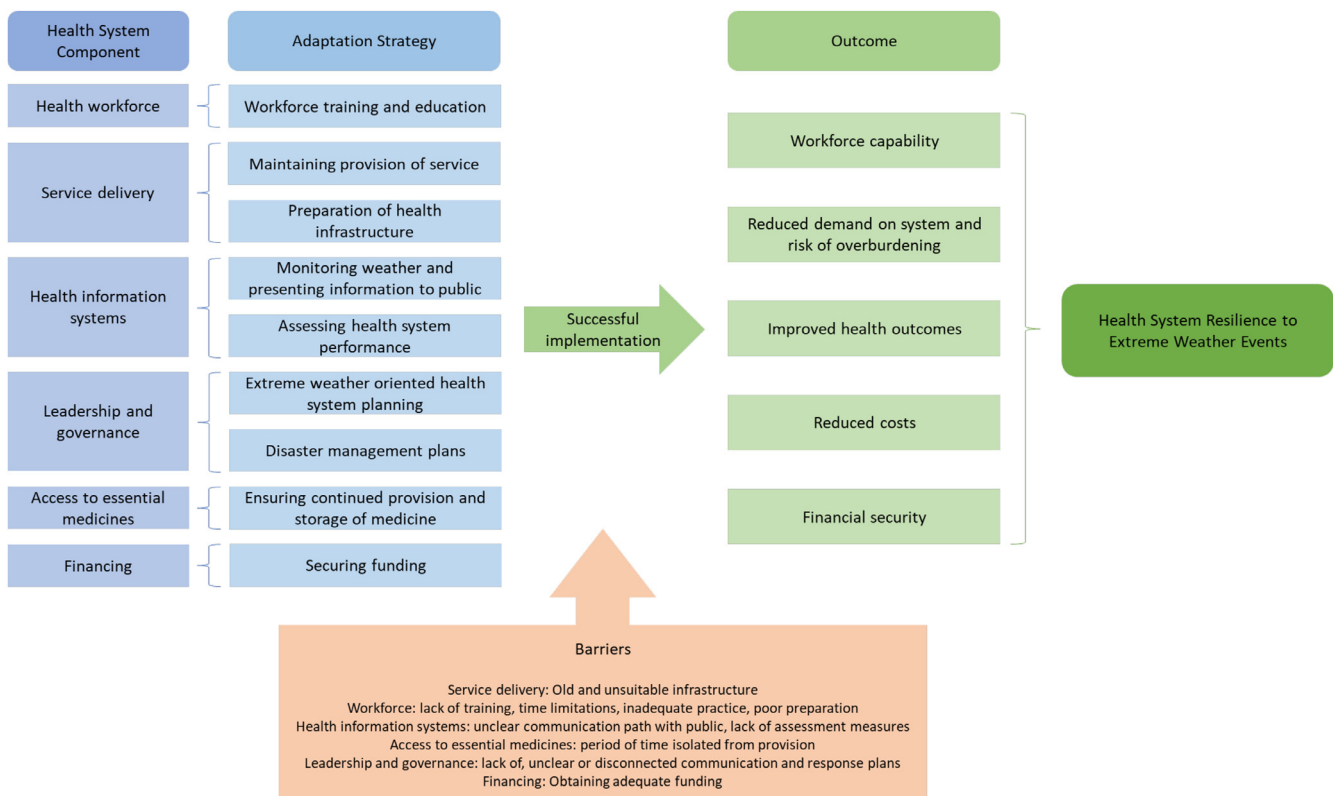 Health System
Component
Adaptation Strategy
Outcome
Health workforce
Workforce training and education
Service delivery
Maintaining provision of service
Preparation of health
infrastructure
Health information
systems
Monitoring weather and
presenting information to public
Assessing health system
performance
Leadership and
governance
Extreme weather oriented health
system planning
Disaster management plans
Access to essential
medicines
Ensuring continued provision and
storage of medicine
Financing
Securing funding
Successful
implementation
Workforce capability
Reduced demand on system and
risk of overburdening
Improved health outcomes
Reduced costs
Financial security
Health System Resilience to
Extreme Weather Events
Barriers
Service delivery: Old and unsuitable infrastructure
Workforce: lack of training, time limitations, inadequate practice, poor preparation
Health information systems: unclear communication path with public, lack of assessment measures
Access to essential medicines: period of time isolated from provision
Leadership and governance: lack of, unclear or disconnected communication and response plans
Financing: Obtaining adequate funding